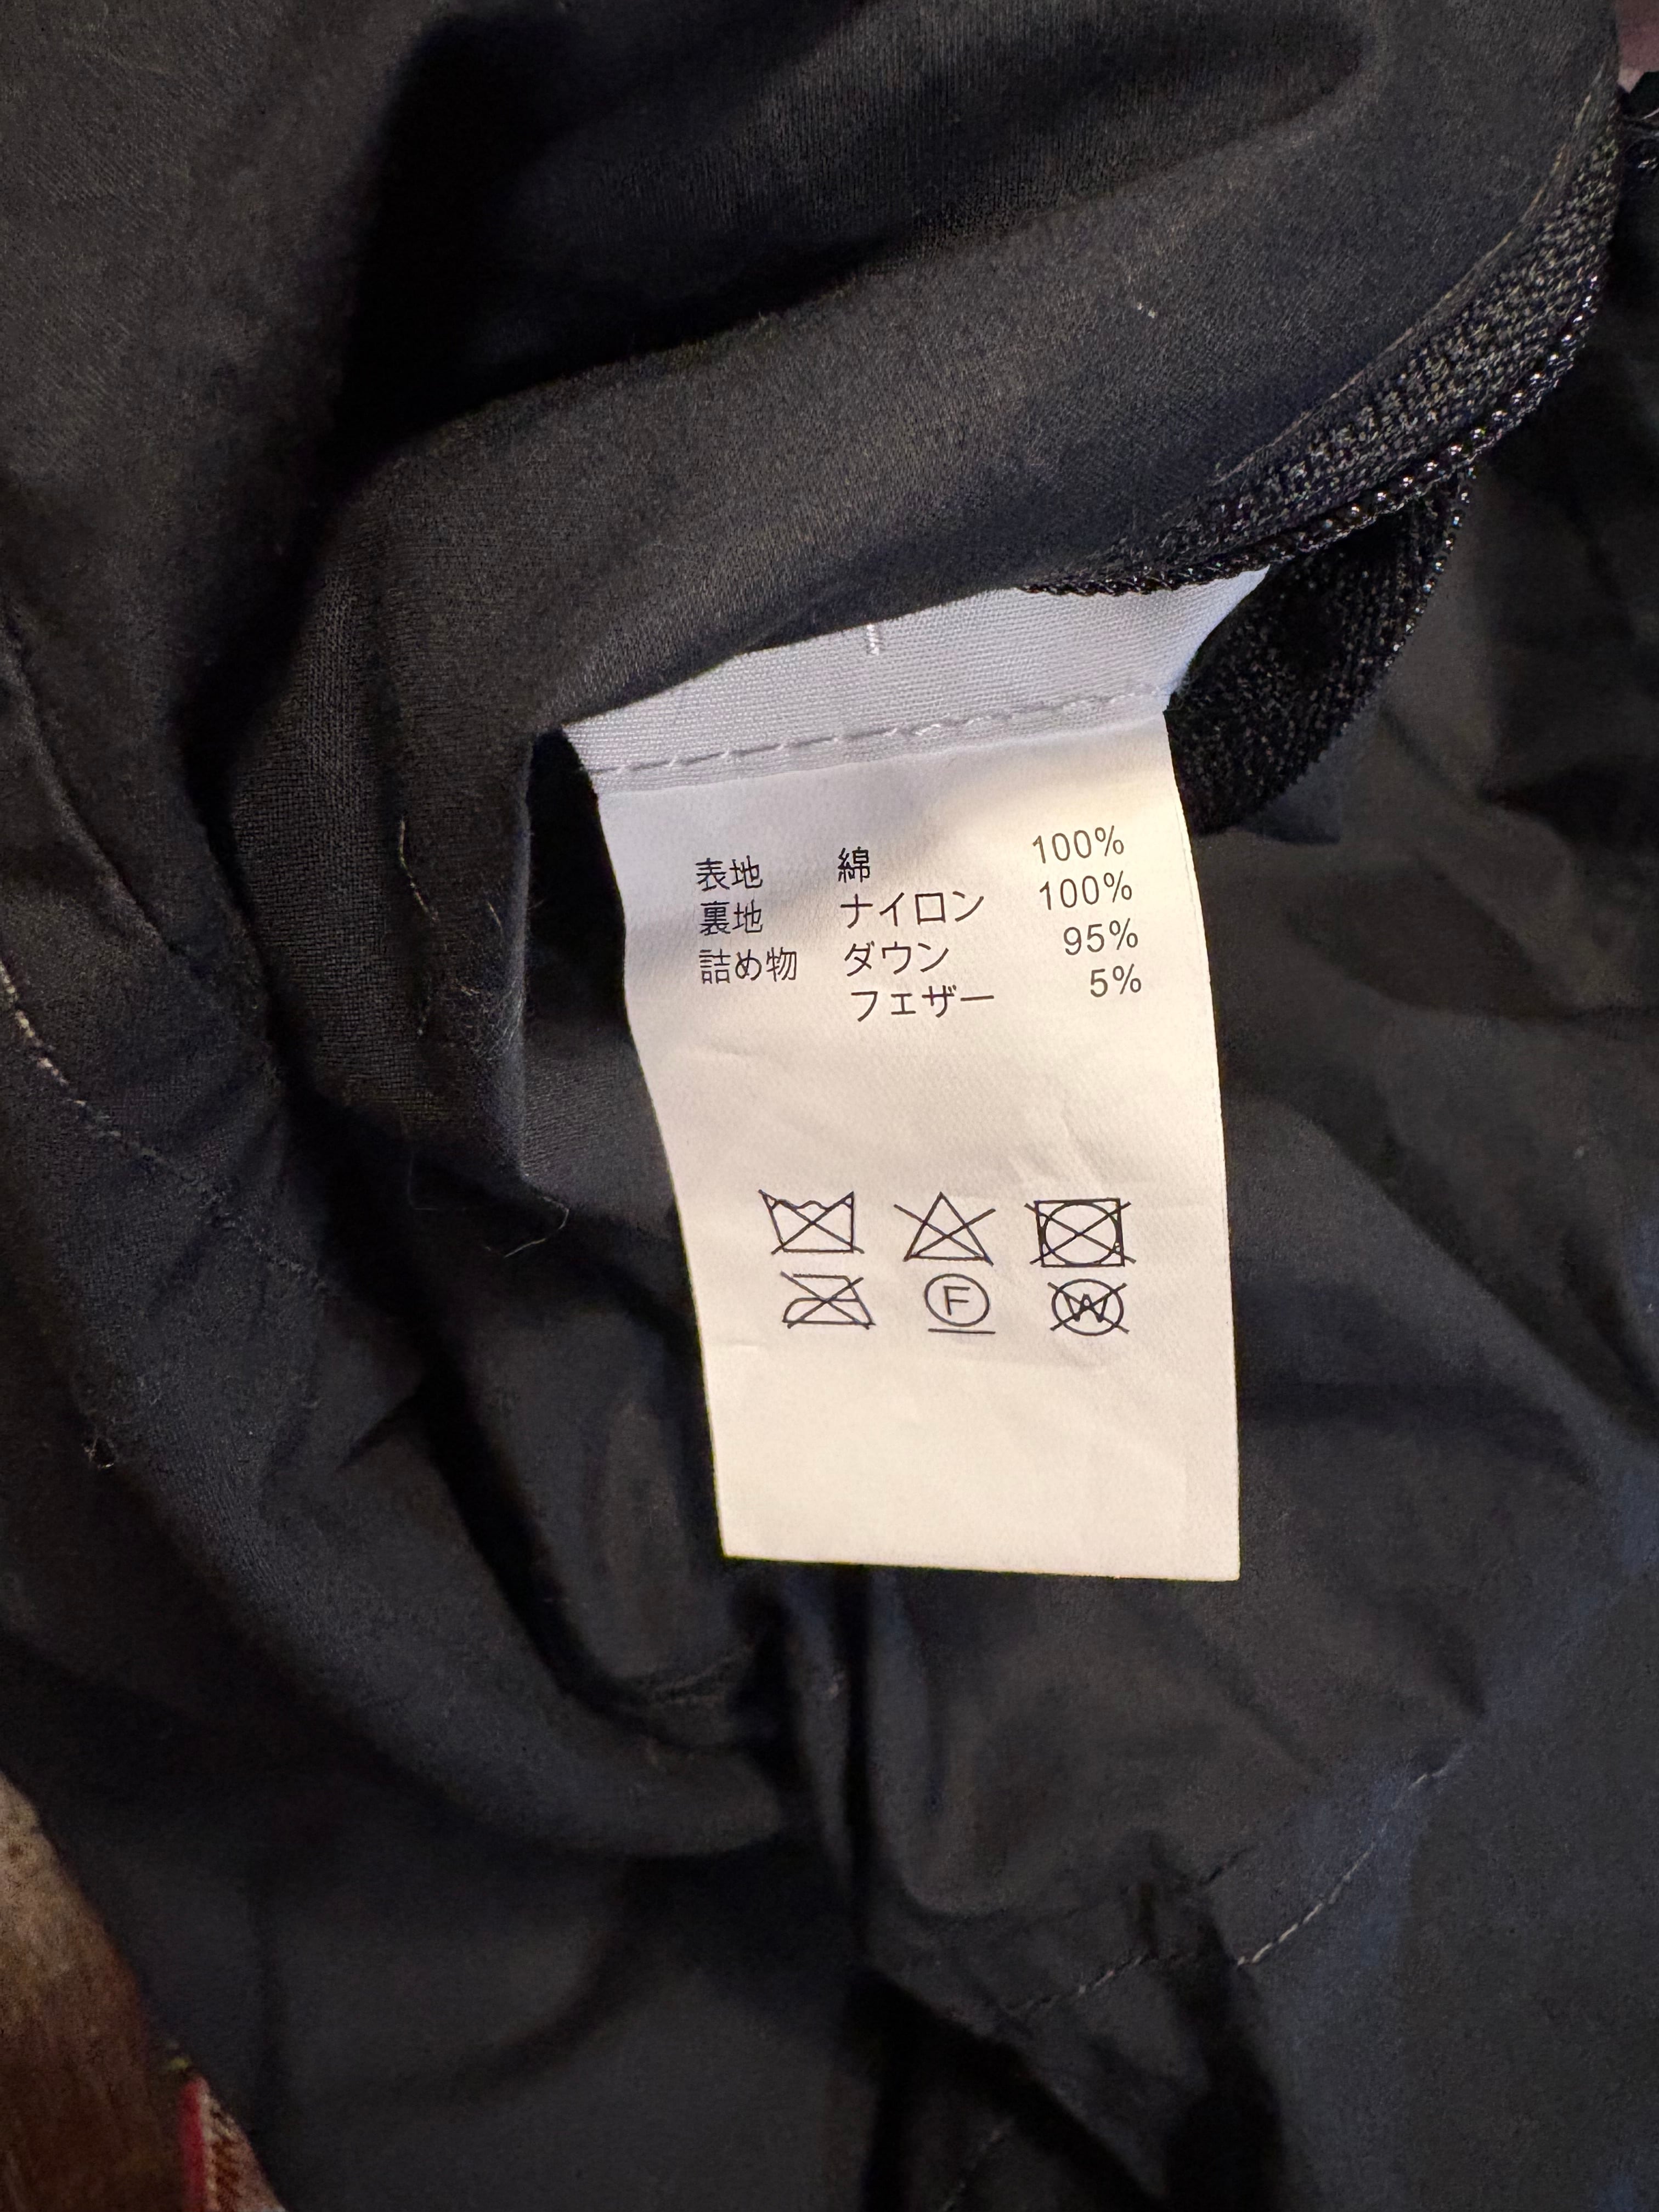 表地 綿 100%
裏地 ナイロン 100%
詰め物 ダウン 95%
フェザー 5%
F W